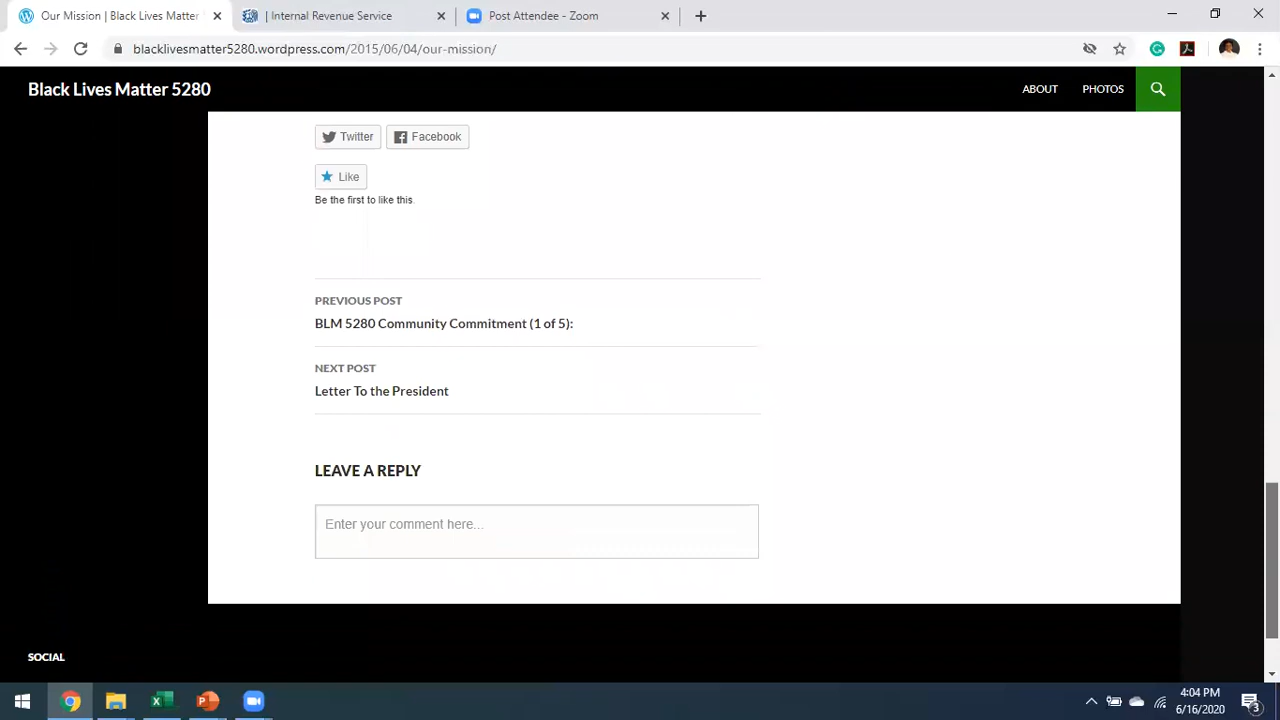 Our Mission | Black Lives Matter
Internal Revenue Service
Post Attendee - Zoom
blacklivesmatter5280.wordpress.com/2015/06/04/our-mission/
Black Lives Matter 5280
ABOUT
PHOTOS
Twitter
Facebook
Like
Be the first to like this.
PREVIOUS POST
BLM 5280 Community Commitment (1 of 5):
NEXT POST
Letter To the President
LEAVE A REPLY
Enter your comment here...
SOCIAL
4:04 PM
6/16/2020
3